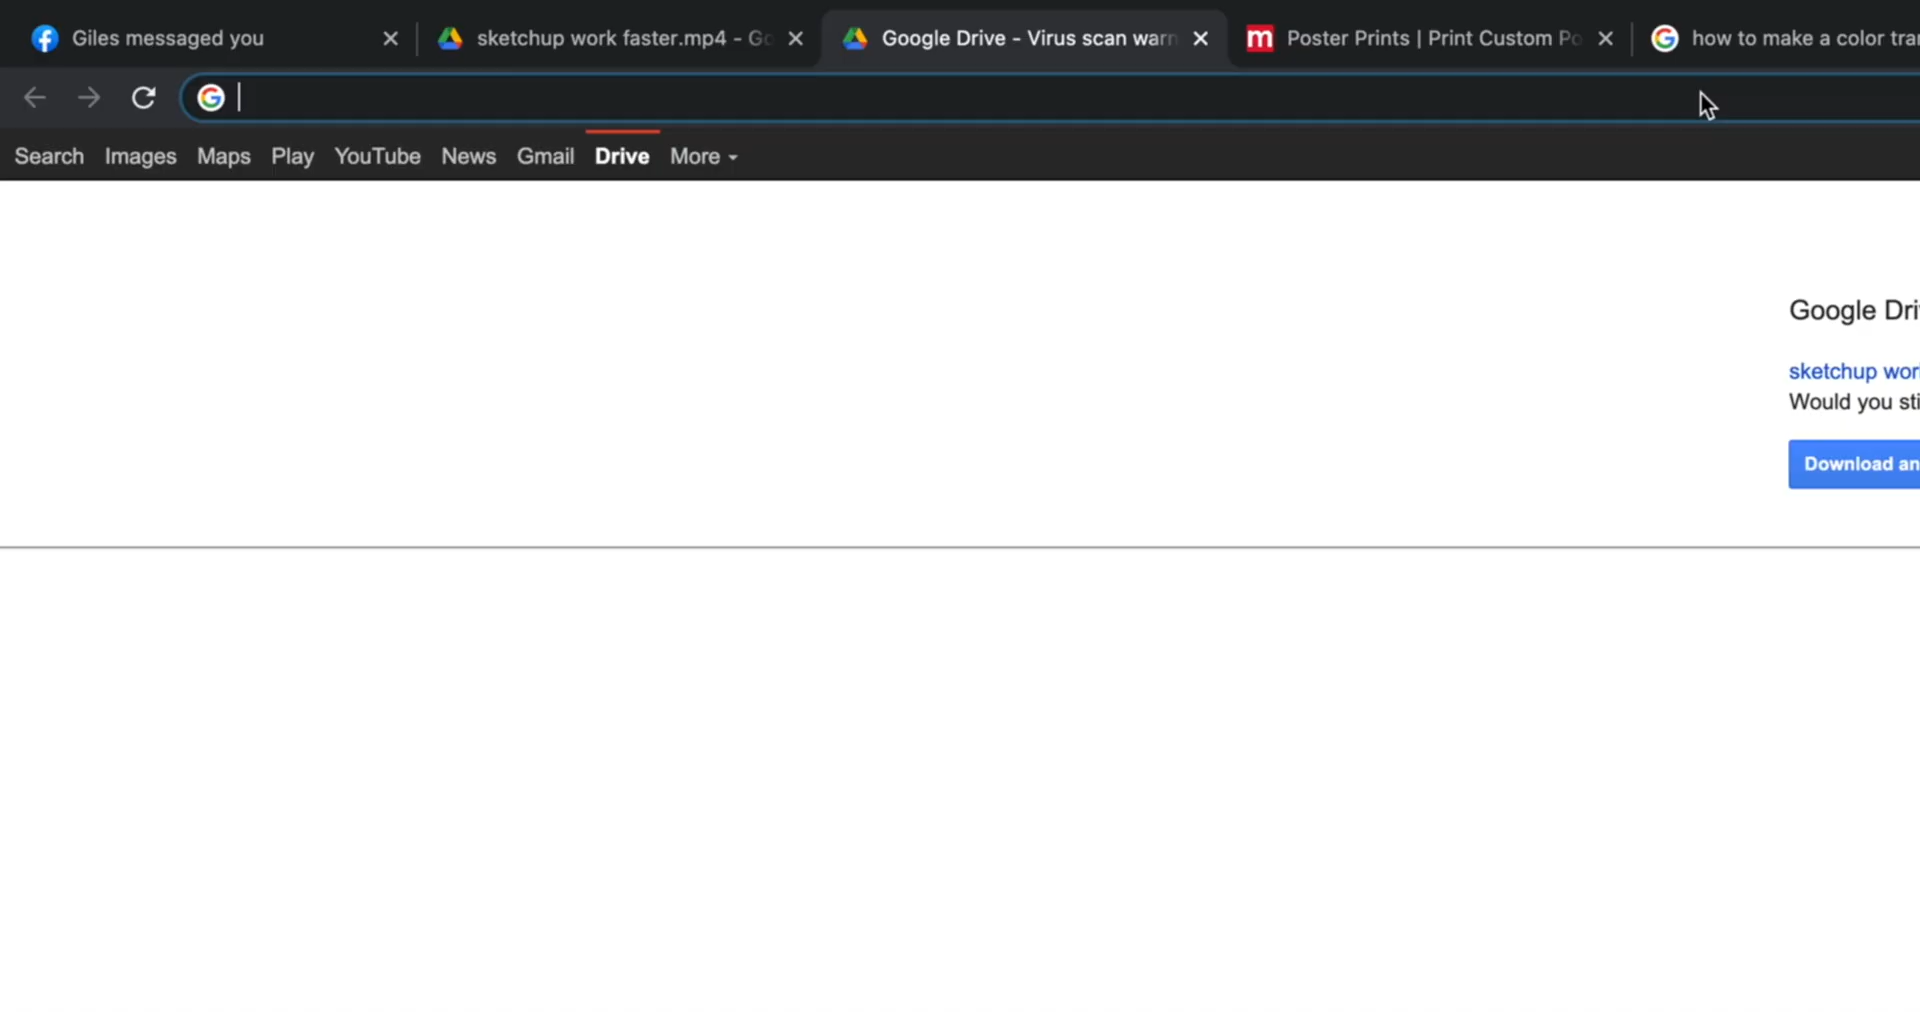 Giles messaged you
sketchup work faster.mp4 - Go
Google Drive - Virus scan warn
m Poster Prints | Print Custom Po
how to make a color tra
Search Images Maps Play YouTube News Gmail Drive More
Google Dri
sketchup wor
Would you sti
Download an